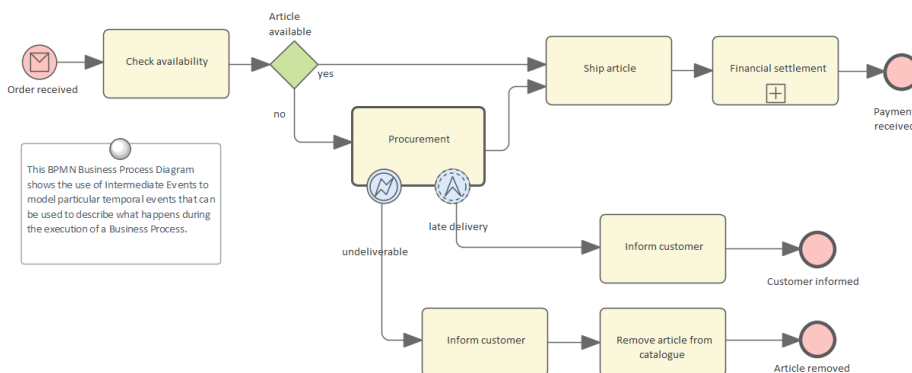 Article
available
yes
no
Order received
Check availability
Ship article
Financial settlement
Paymen
received
Procurement
This BPMN Business Process Diagram
shows the use of Intermediate Events to
model particular temporal events that can
be used to describe what happens during
the execution of a Business Process.
late delivery
undeliverable
Inform customer
Customer informed
Inform customer
Remove article from
catalogue
Article removed